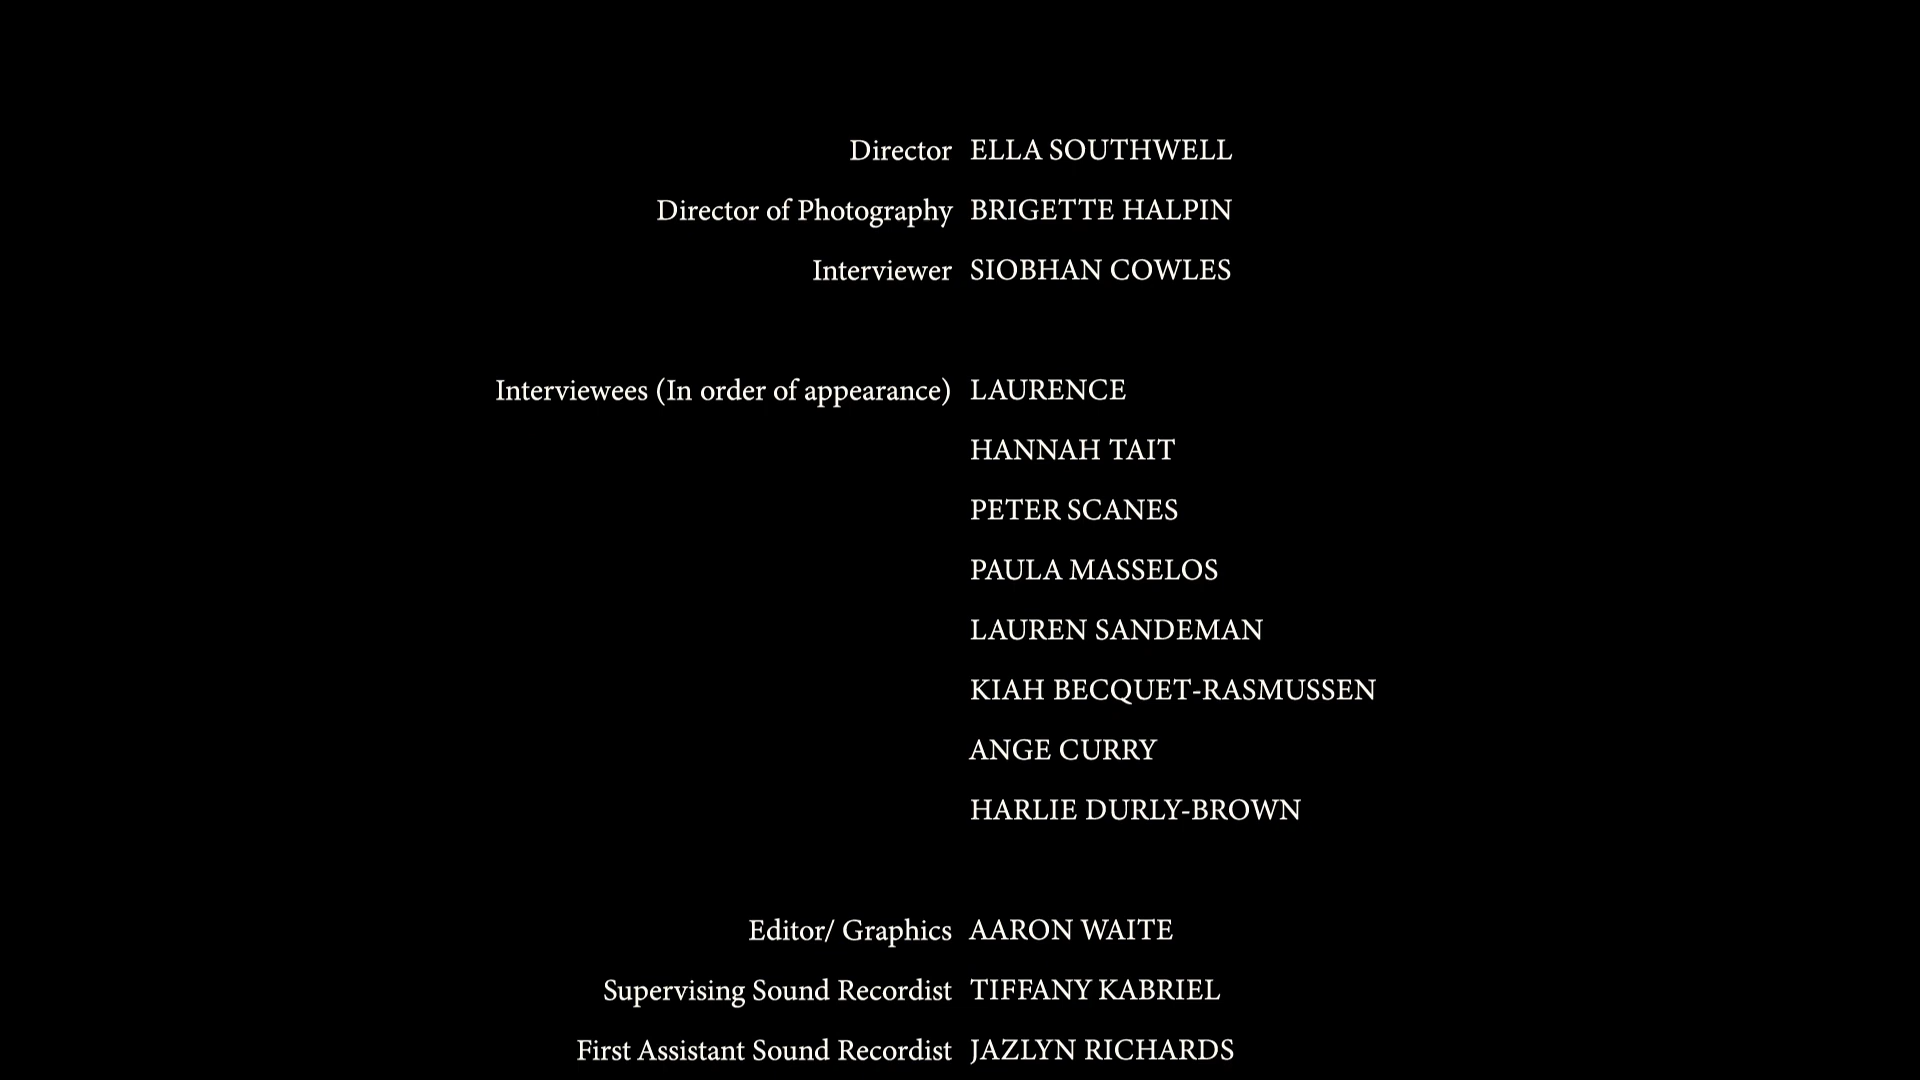 Director ELLA SOUTHWELL
Director of Photography BRIGETTE HALPIN
Interviewer SIOBHAN COWLES
Interviewees (In order of appearance) LAURENCE
HANNAH TAIT
PETER SCANES
PAULA MASSELOS
LAUREN SANDEMAN
KIAH BECQUET-RASMUSSEN
ANGE CURRY
HARLIE DURLY-BROWN
Editor/ Graphics AARON WAITE
Supervising Sound Recordist TIFFANY KABRIEL
First Assistant Sound Recordist JAZLYN RICHARDS